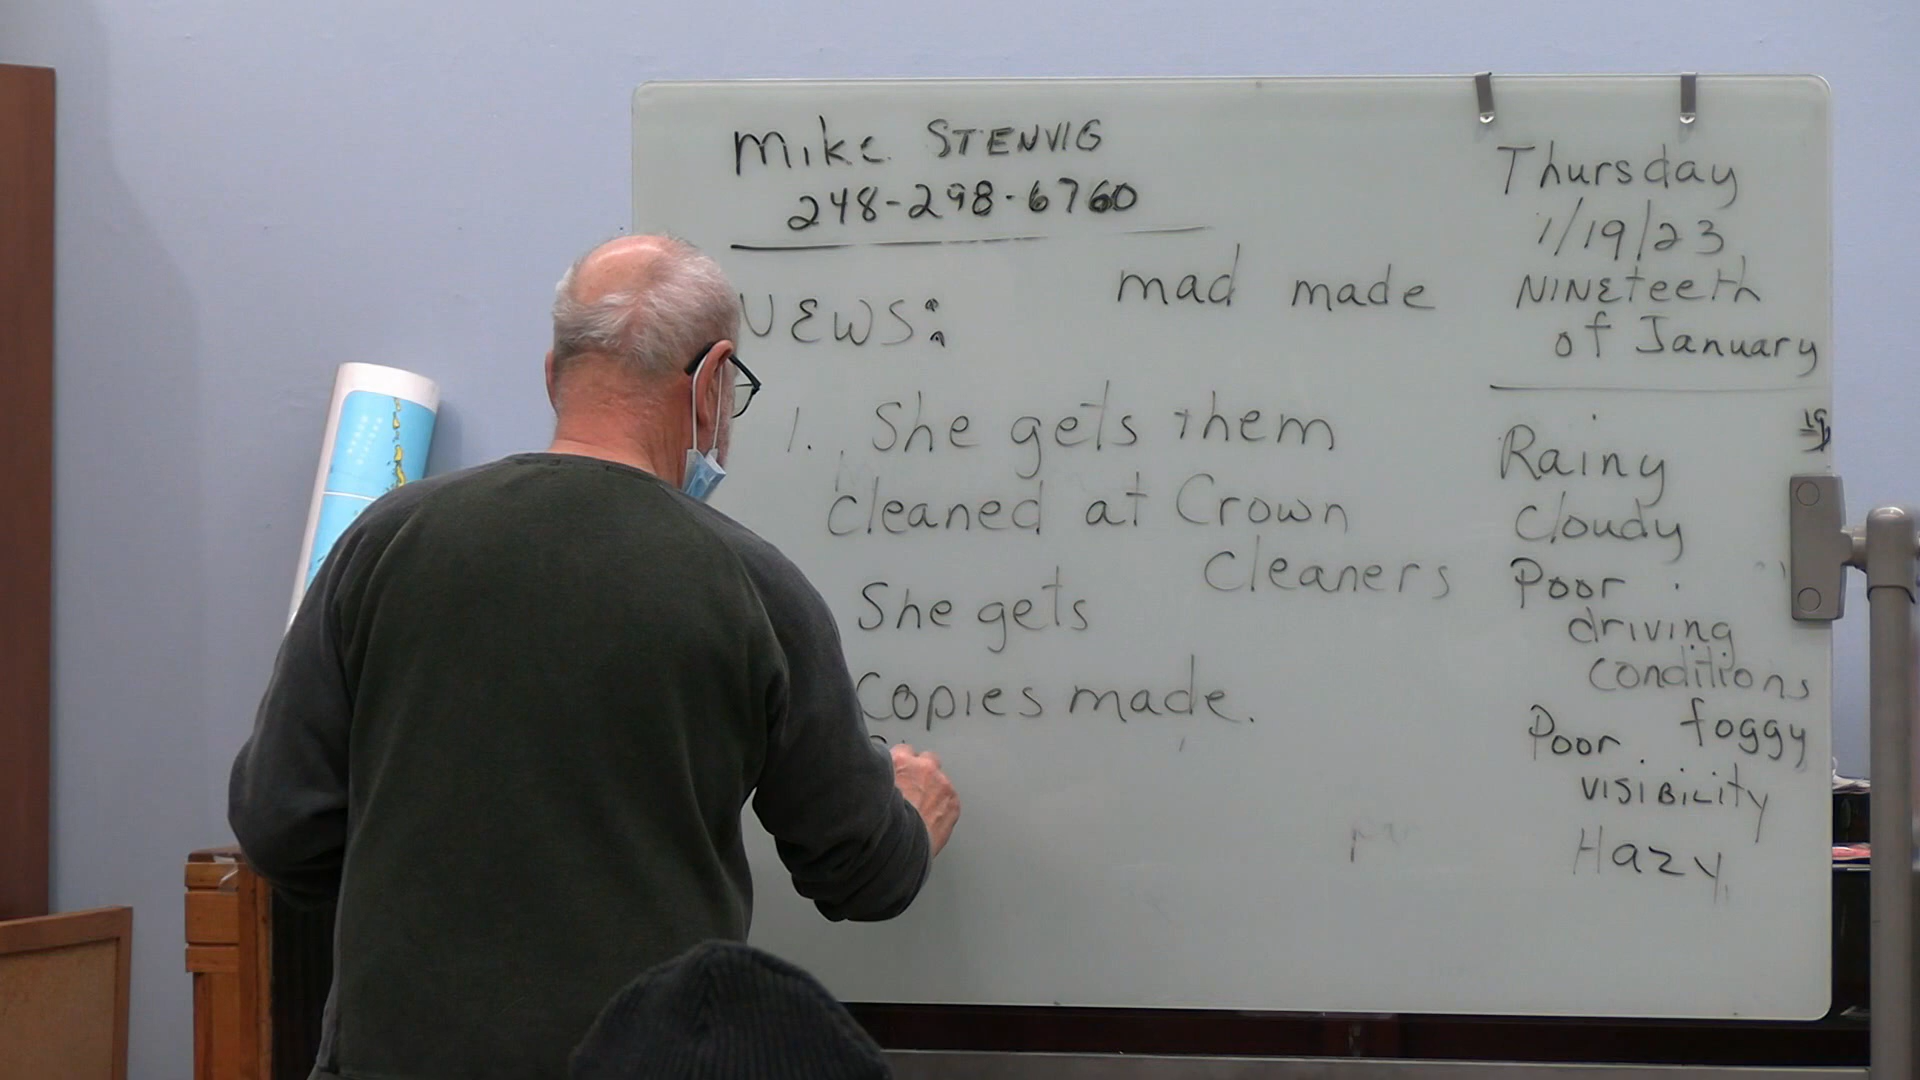 Mike STENVIG
248-298-6760
mad made
NEWS:
1. She gets them
cleaned at Crown
Cleaners
She gets
Copies made.
Thursday
1/19/23
NINEteeth
of January
19
Rainy
Cloudy
Poor
driving
conditions
foggy
Poor
visibility
Hazy